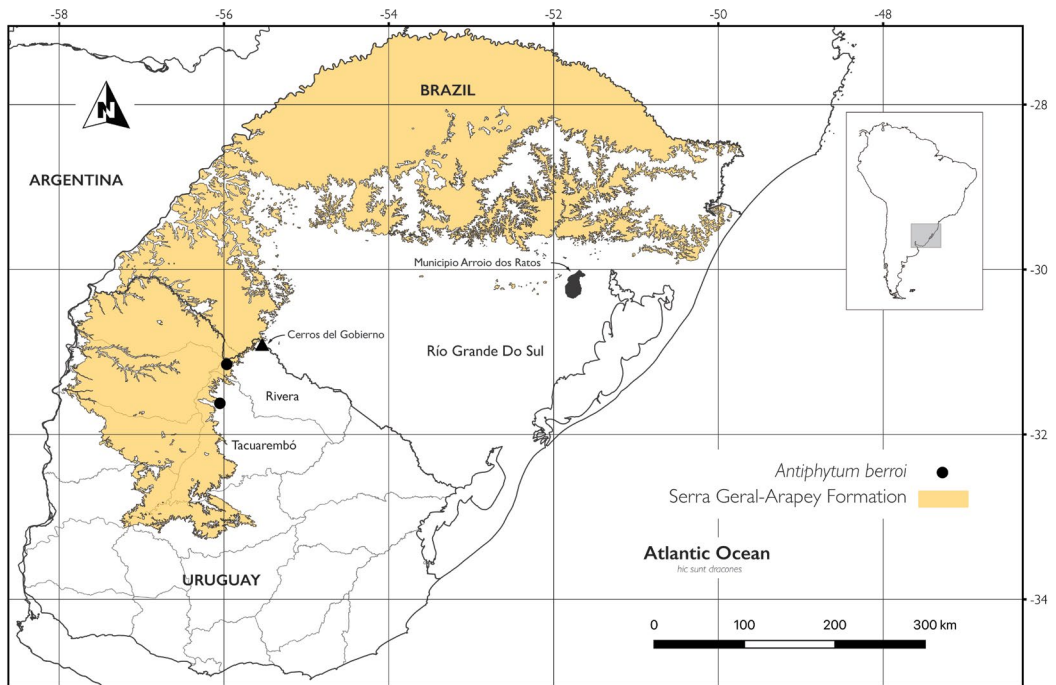 -58
-56
-54
-52
-50
-48
BRAZIL
-28
N
ARGENTINA
Municipio Arroio dos Ratos
-30
Cerros del Gobierno
Río Grande Do Sul
Rivera
Tacuarembó
-32
Antiphytum berroi
Serra Geral-Arapey Formation
Atlantic Ocean
hic sunt dracones
URUGUAY
-34
0 100 200 300 km